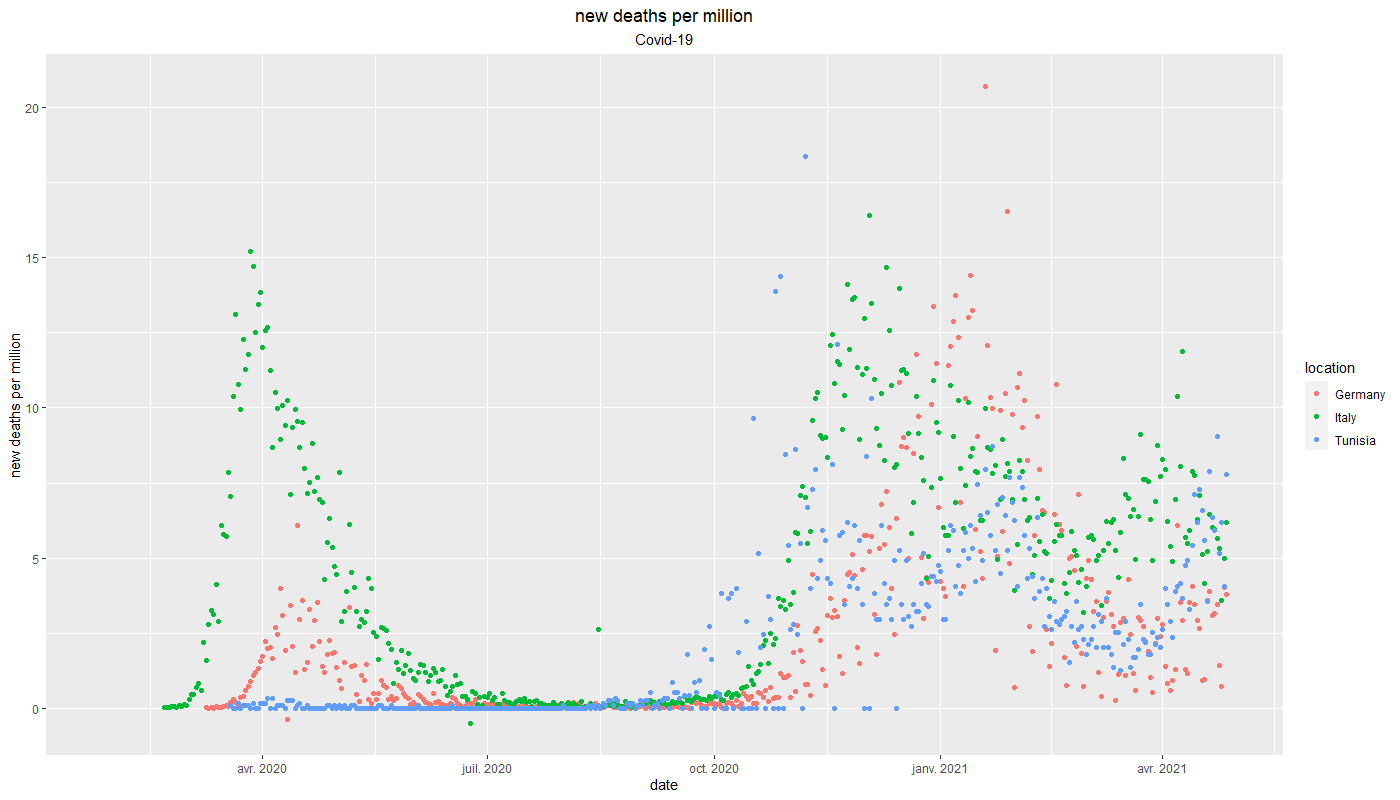 new deaths per million
Covid-19
new deaths per million
20
15
10
5
0
avr. 2020
juil. 2020
oct. 2020
janv. 2021
avr. 2021
date
location
Germany
Italy
Tunisia